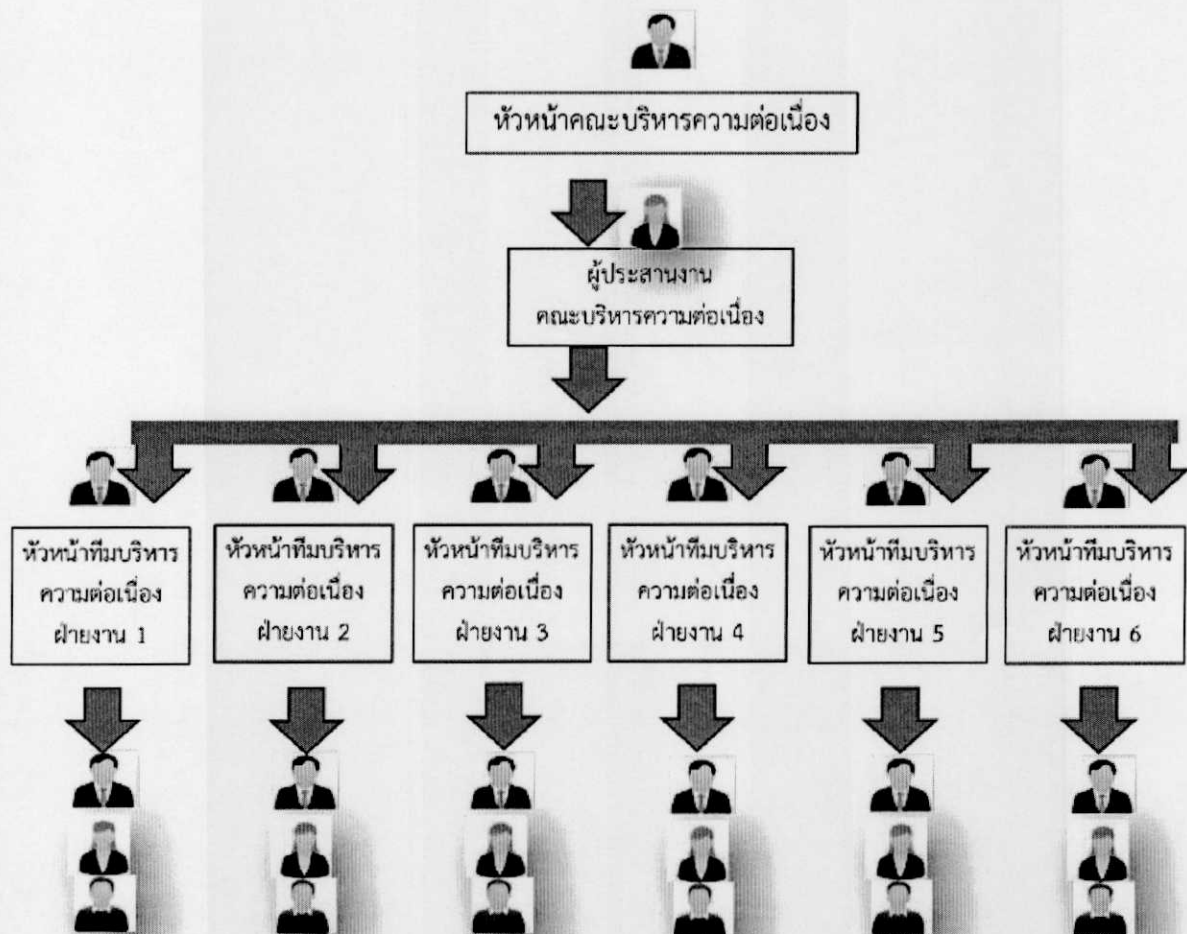 หัวหน้าคณะบริหารความต่อเนื่อง
ผู้ประสานงาน
คณะบริหารความต่อเนื่อง
หัวหน้าทีมบริหาร
ความต่อเนื่อง
ฝ่ายงาน 1
หัวหน้าทีมบริหาร
ความต่อเนื่อง
ฝ่ายงาน 2
หัวหน้าทีมบริหาร
ความต่อเนื่อง
ฝ่ายงาน 3
หัวหน้าทีมบริหาร
ความต่อเนื่อง
ฝ่ายงาน 4
หัวหน้าทีมบริหาร
ความต่อเนื่อง
ฝ่ายงาน 5
หัวหน้าทีมบริหาร
ความต่อเนื่อง
ฝ่ายงาน 6